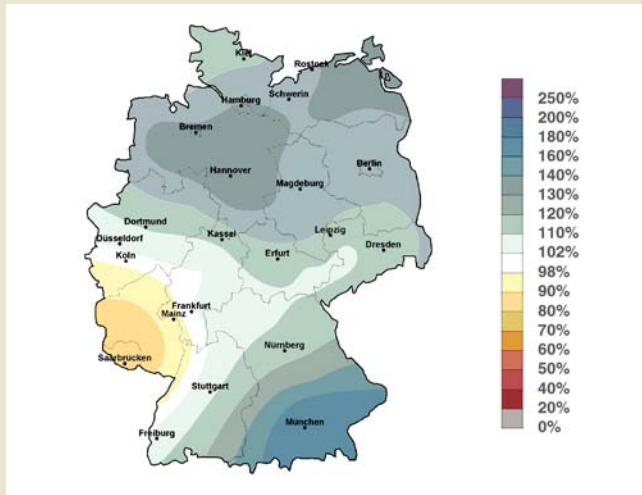 Kiel
Rostock
Schwerin
Hamburg
Bremen
Hannover
Berlin
Magdeburg
Dortmund
Düsseldorf
Kassel
Leipzig
Köln
Erfurt
Dresden
Frankfurt
Mainz
Saarbrücken
Nürnberg
Stuttgart
München
Freiburg
250%
200%
180%
160%
140%
130%
120%
110%
102%
98%
90%
80%
70%
60%
50%
40%
20%
0%